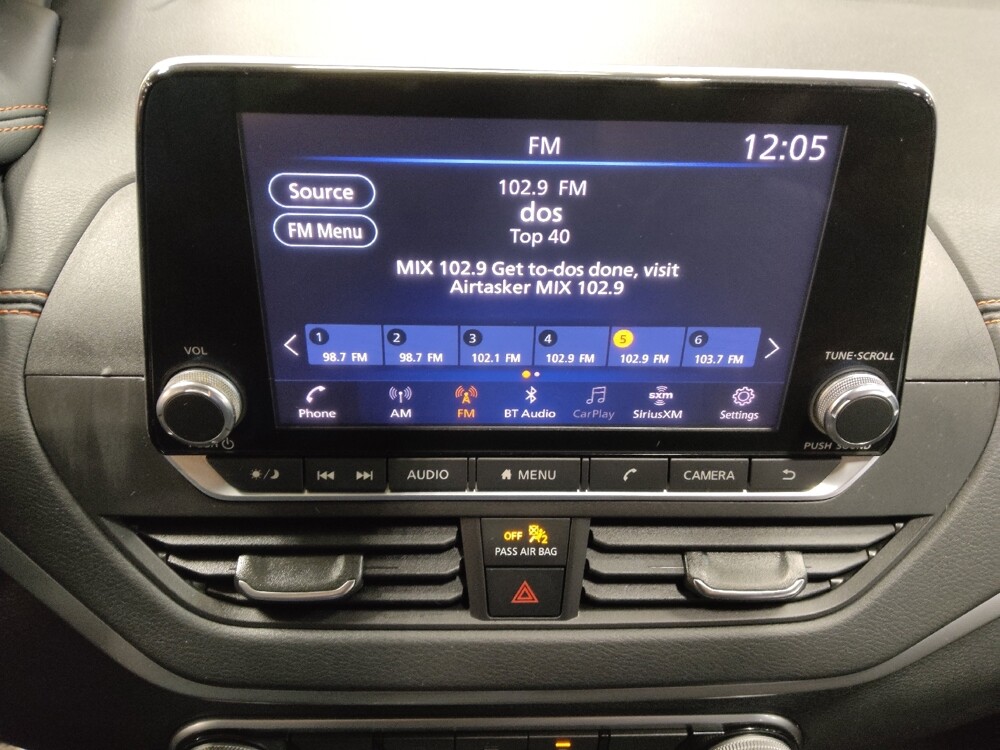 FM
12:05
Source
102.9 FM
dos
FM Menu
Top 40
MIX 102.9 Get to-dos done, visit
Airtasker MIX 102.9
1 2 3 4 5 6
98.7 FM 98.7 FM 102.1 FM 102.9 FM 102.9 FM 103.7 FM
Phone AM FM BT Audio CarPlay SiriusXM Settings
sxm
VOL
TUNE·SCROLL
PUSH SOUND
AUDIO MENU CAMERA
OFF 2
PASS AIR BAG